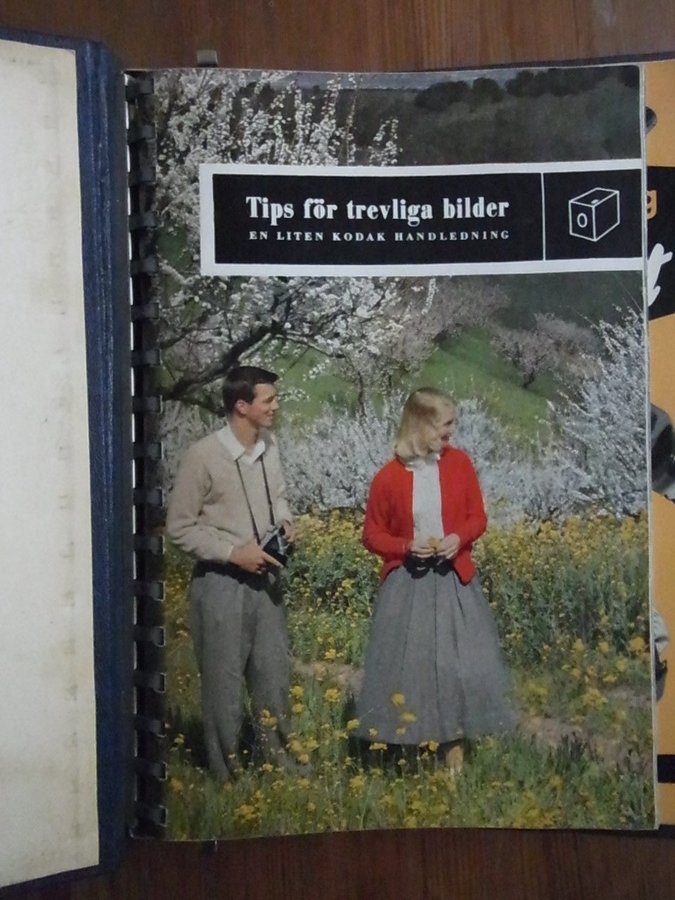 Tips för trevliga bilder
EN LITEN KODAK HANDLEDNING
g
t